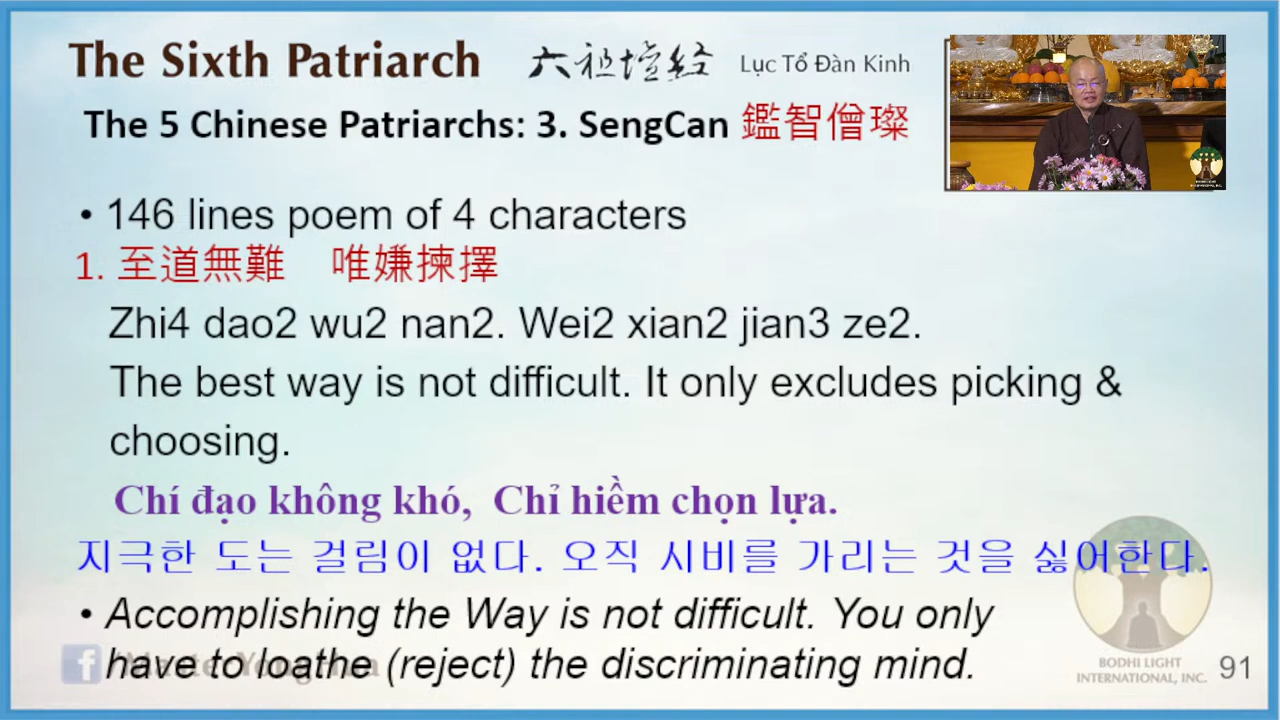 The Sixth Patriarch 六祖壇経 Lục Tổ Đàn Kinh
The 5 Chinese Patriarchs: 3. SengCan 鑑智僧璨
• 146 lines poem of 4 characters
1. 至道無難 唯嫌揀擇
Zhi4 dao2 wu2 nan2. Wei2 xian2 jian3 ze2.
The best way is not difficult. It only excludes picking &
choosing.
Chí đạo không khó, Chỉ hiềm chọn lựa.
지극한 도는 걸림이 없다. 오직 시비를 가리는 것을 싫어한다.
• Accomplishing the Way is not difficult. You only
have to loathe (reject) the discriminating mind.
BODHI LIGHT
INTERNATIONAL, INC.
91